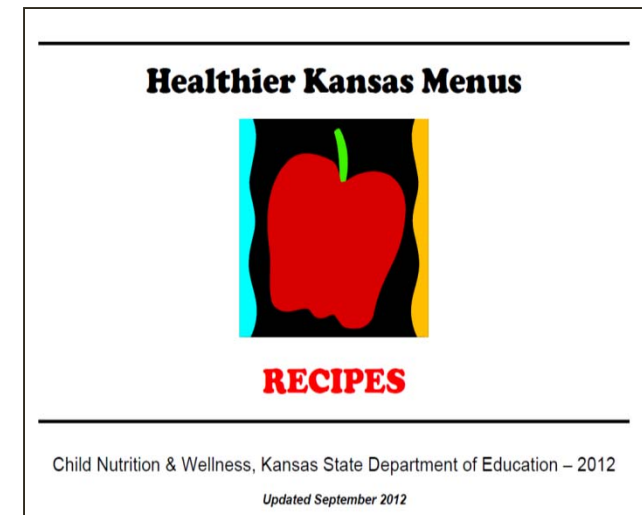 Healthier Kansas Menus
RECIPES
Child Nutrition & Wellness, Kansas State Department of Education – 2012
Updated September 2012